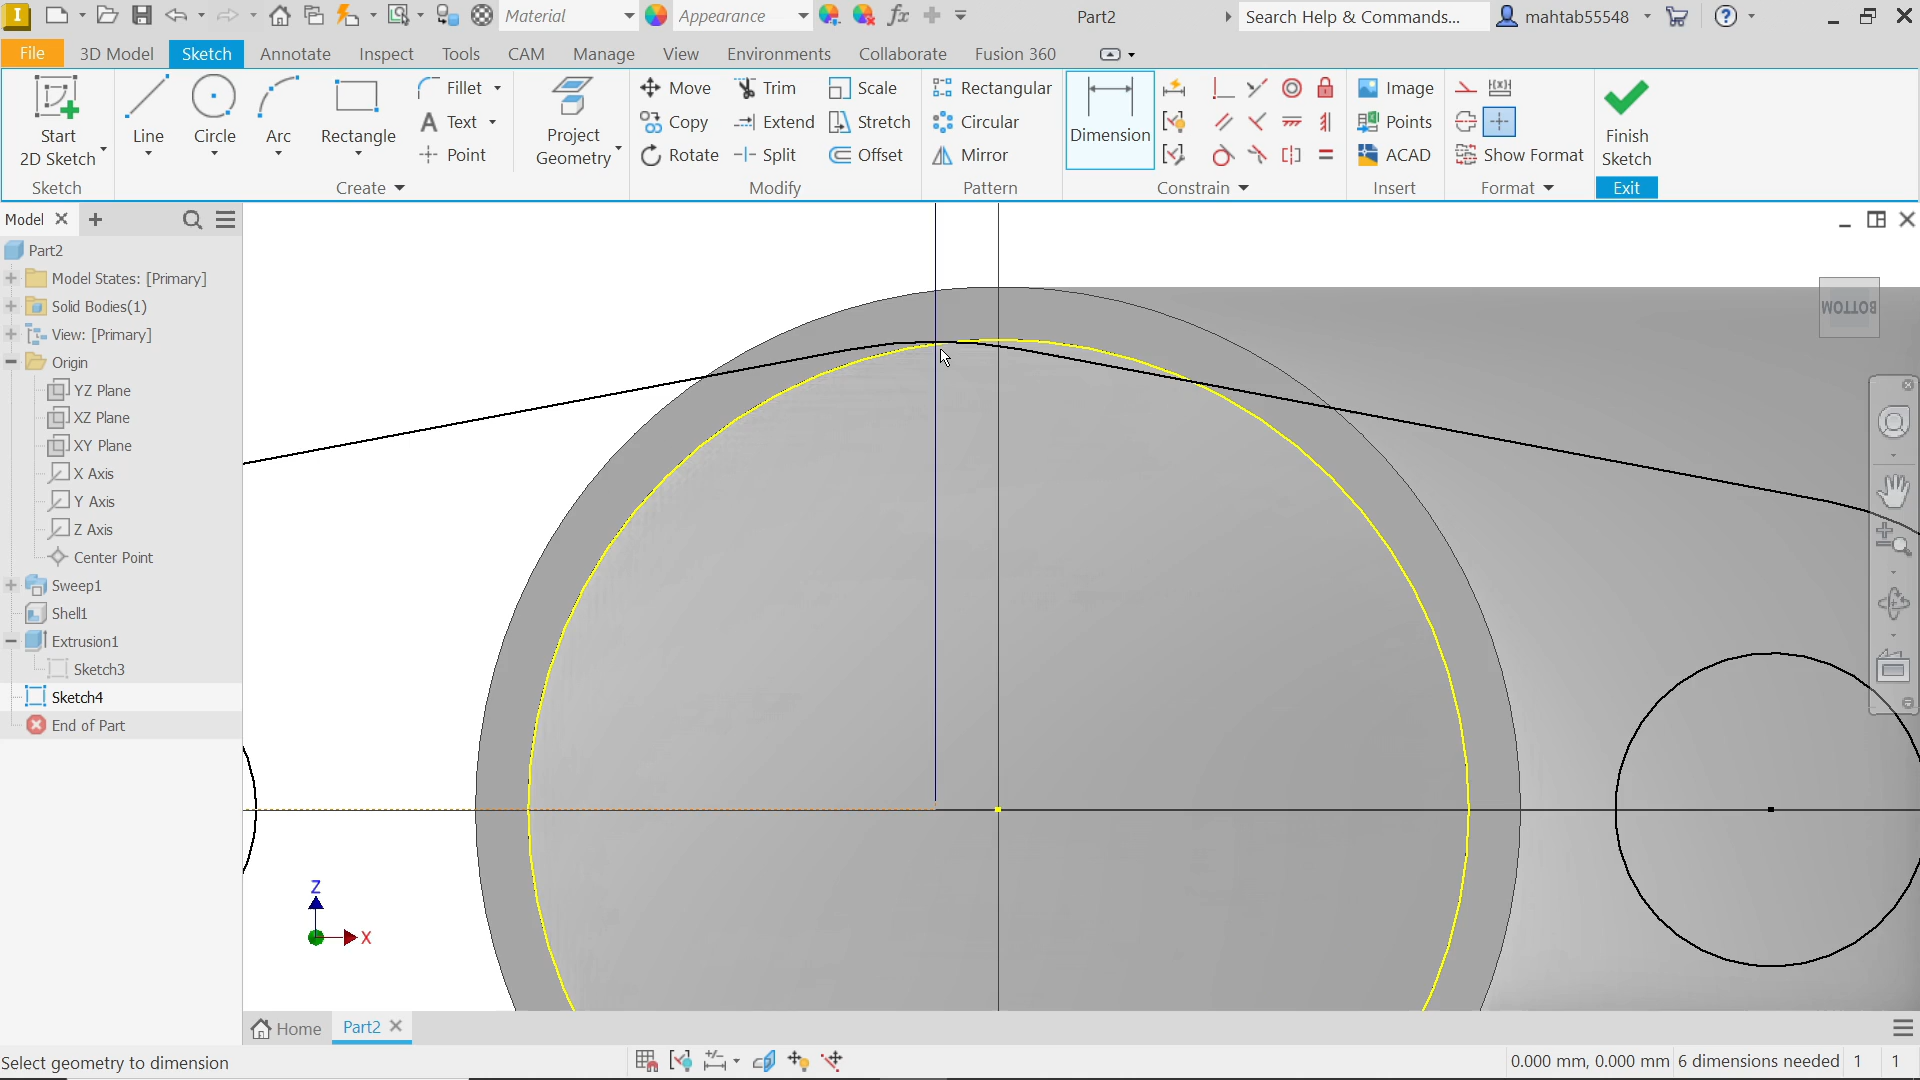 I Material Appearance fx Part2 Search Help & Commands... mahtab55548 ?
File 3D Model Sketch Annotate Inspect Tools CAM Manage View Environments Collaborate Fusion 360
Start 2D Sketch Line Circle Arc Rectangle Fillet Text Point Project Geometry Move Copy Rotate Trim Extend Split Scale Stretch Offset Rectangular Circular Mirror Dimension Image Points ACAD Show Format Finish Sketch
Sketch Create Modify Pattern Constrain Insert Format Exit
Model
Part2
Model States: [Primary]
Solid Bodies(1)
View: [Primary]
Origin
YZ Plane
XZ Plane
XY Plane
X Axis
Y Axis
Z Axis
Center Point
Sweep1
Shell1
Extrusion1
Sketch3
Sketch4
End of Part
BOTTOM
Z
X
Home Part2
Select geometry to dimension 0.000 mm, 0.000 mm 6 dimensions needed 1 1